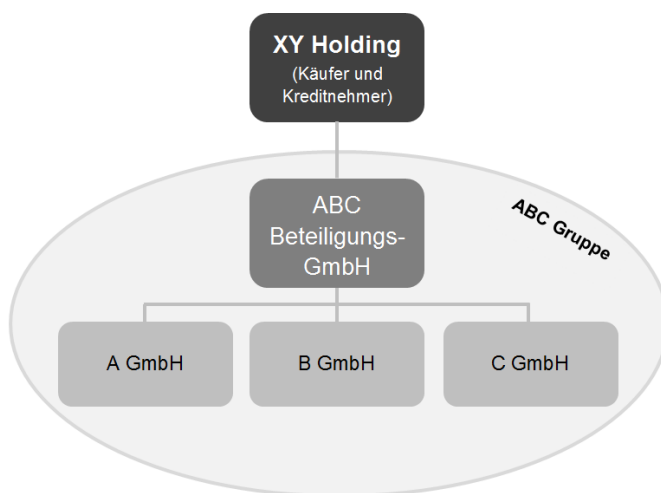 XY Holding
(Käufer und
Kreditnehmer)
ABC
Beteiligungs-
GmbH
ABC Gruppe
A GmbH
B GmbH
C GmbH